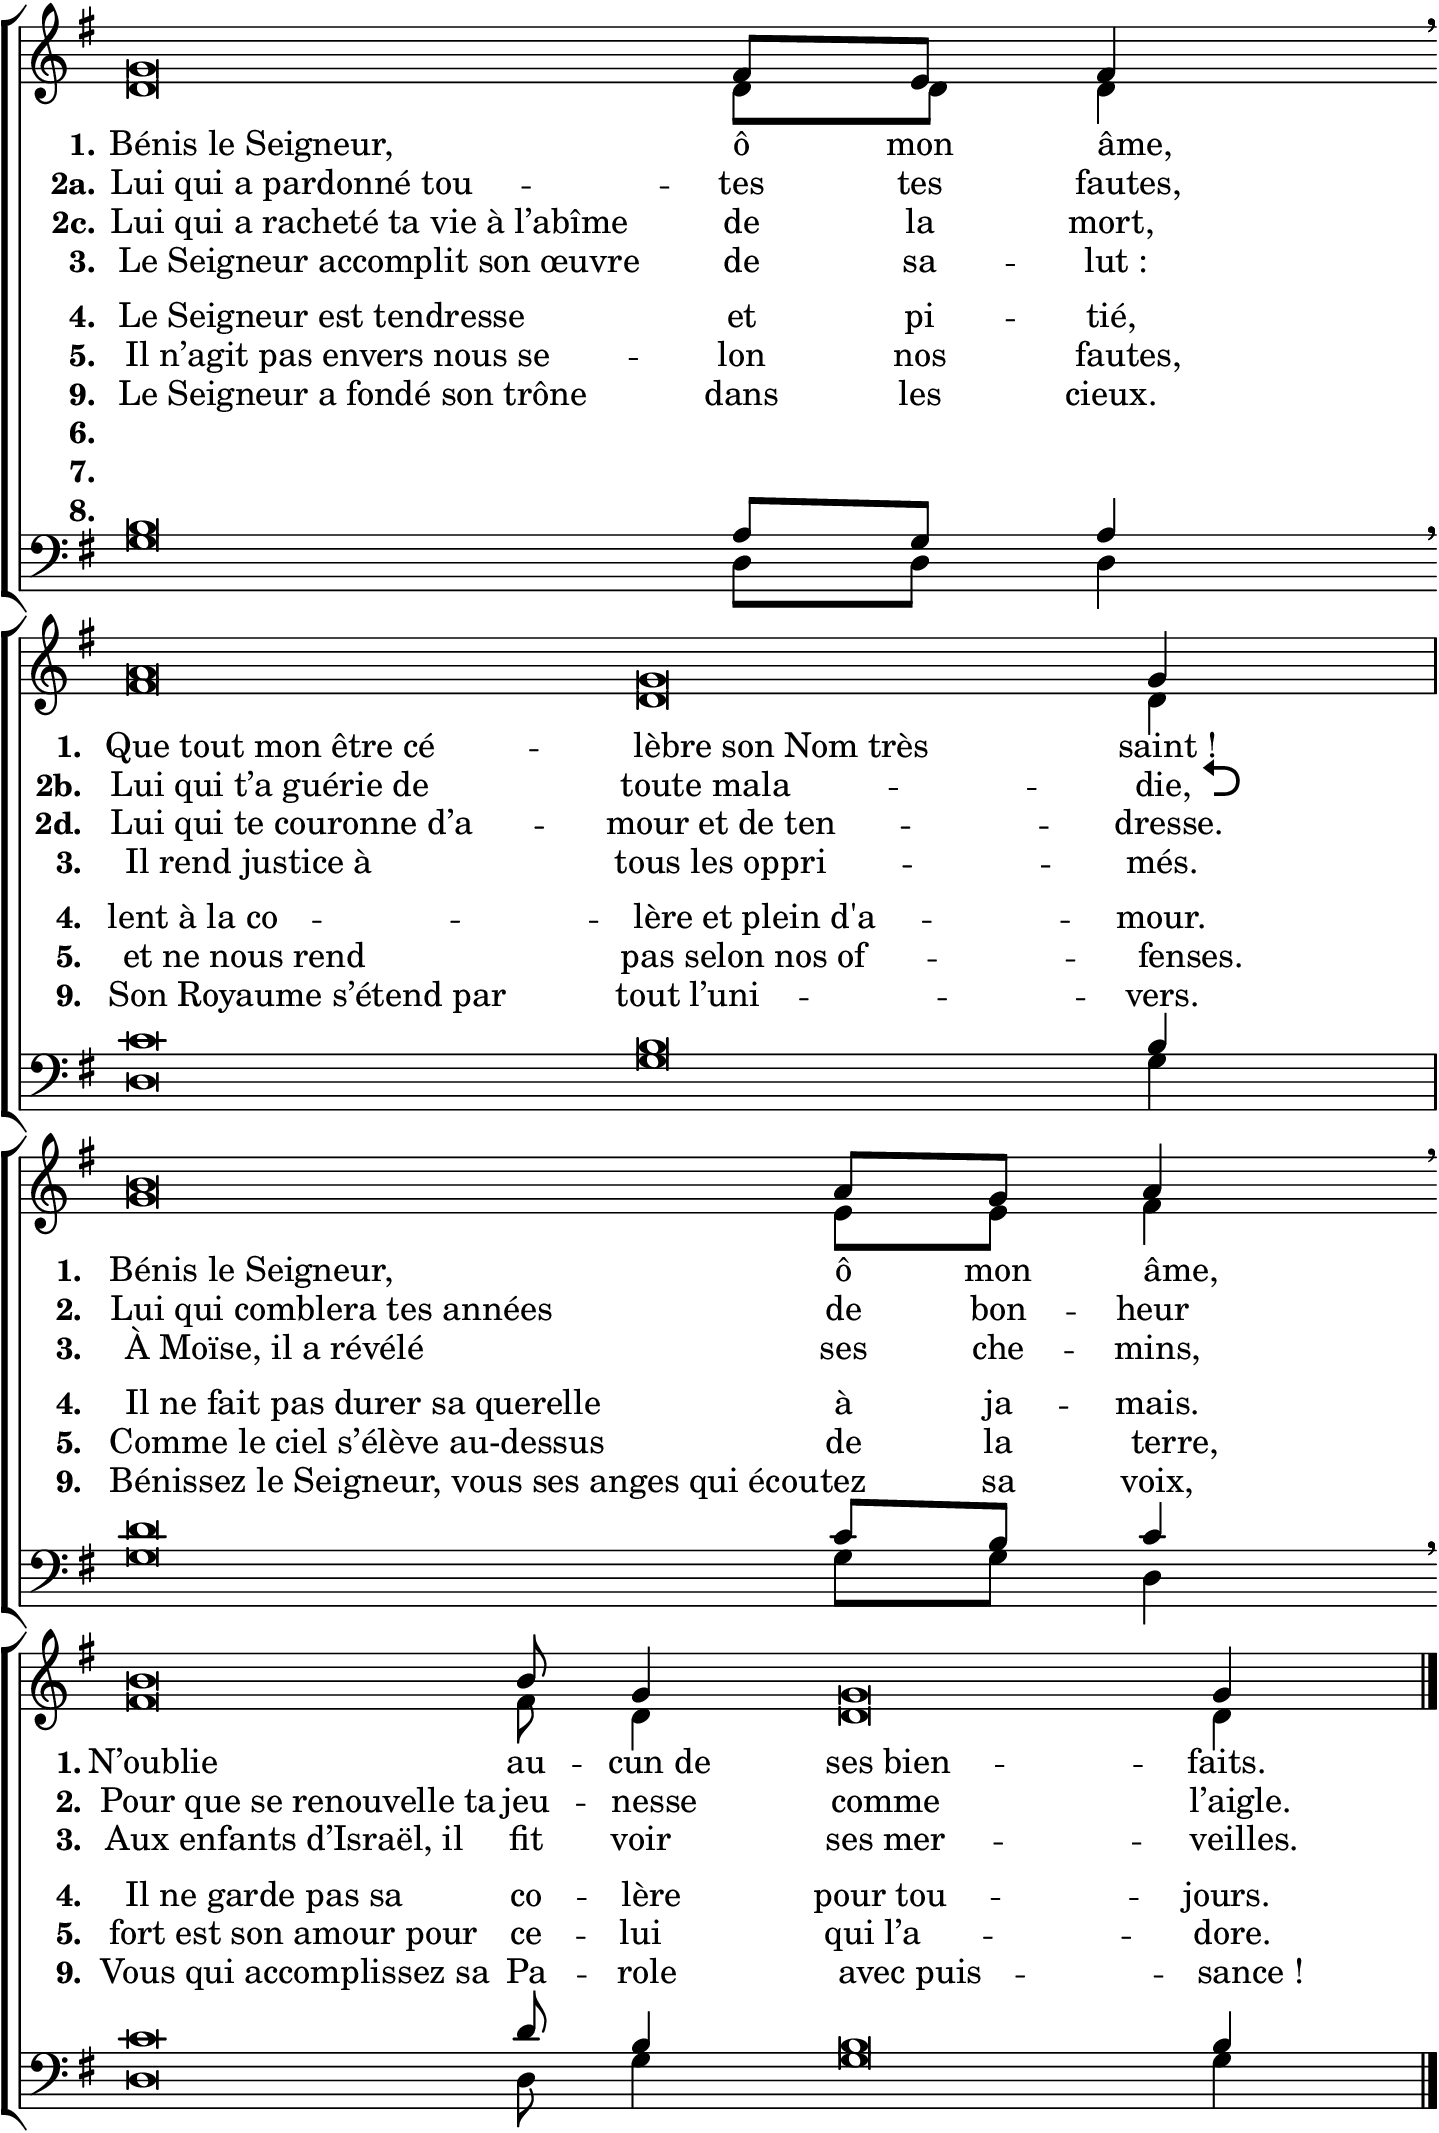 1. Bénis le Seigneur, ô mon âme,
2a. Lui qui a pardonné tou -- tes tes fautes,
2c. Lui qui a racheté ta vie à l’abîme de la mort,
3. Le Seigneur accomplit son œuvre de sa -- lut :
4. Le Seigneur est tendresse et pi -- tié,
5. Il n’agit pas envers nous se -- lon nos fautes,
9. Le Seigneur a fondé son trône dans les cieux.
6.
7.
8.
1. Que tout mon être cé -- lèbre son Nom très saint !
2b. Lui qui t’a guérie de toute mala -- die,
2d. Lui qui te couronne d’a -- mour et de ten -- dresse.
3. Il rend justice à tous les oppri -- més.
4. lent à la co -- lère et plein d'a -- mour.
5. et ne nous rend pas selon nos of -- fenses.
9. Son Royaume s’étend par tout l’uni -- vers.
1. Bénis le Seigneur, ô mon âme,
2. Lui qui comblera tes années de bon -- heur
3. À Moïse, il a révélé ses che -- mins,
4. Il ne fait pas durer sa querelle à ja -- mais.
5. Comme le ciel s’élève au-dessus de la terre,
9. Bénissez le Seigneur, vous ses anges qui écoutez sa voix,
1. N’oublie au -- cun de ses bien -- faits.
2. Pour que se renouvelle ta jeu -- nesse comme l’aigle.
3. Aux enfants d’Israël, il fit voir ses mer -- veilles.
4. Il ne garde pas sa co -- lère pour tou -- jours.
5. fort est son amour pour ce -- lui qui l’a -- dore.
9. Vous qui accomplissez sa Pa -- role avec puis -- sance !